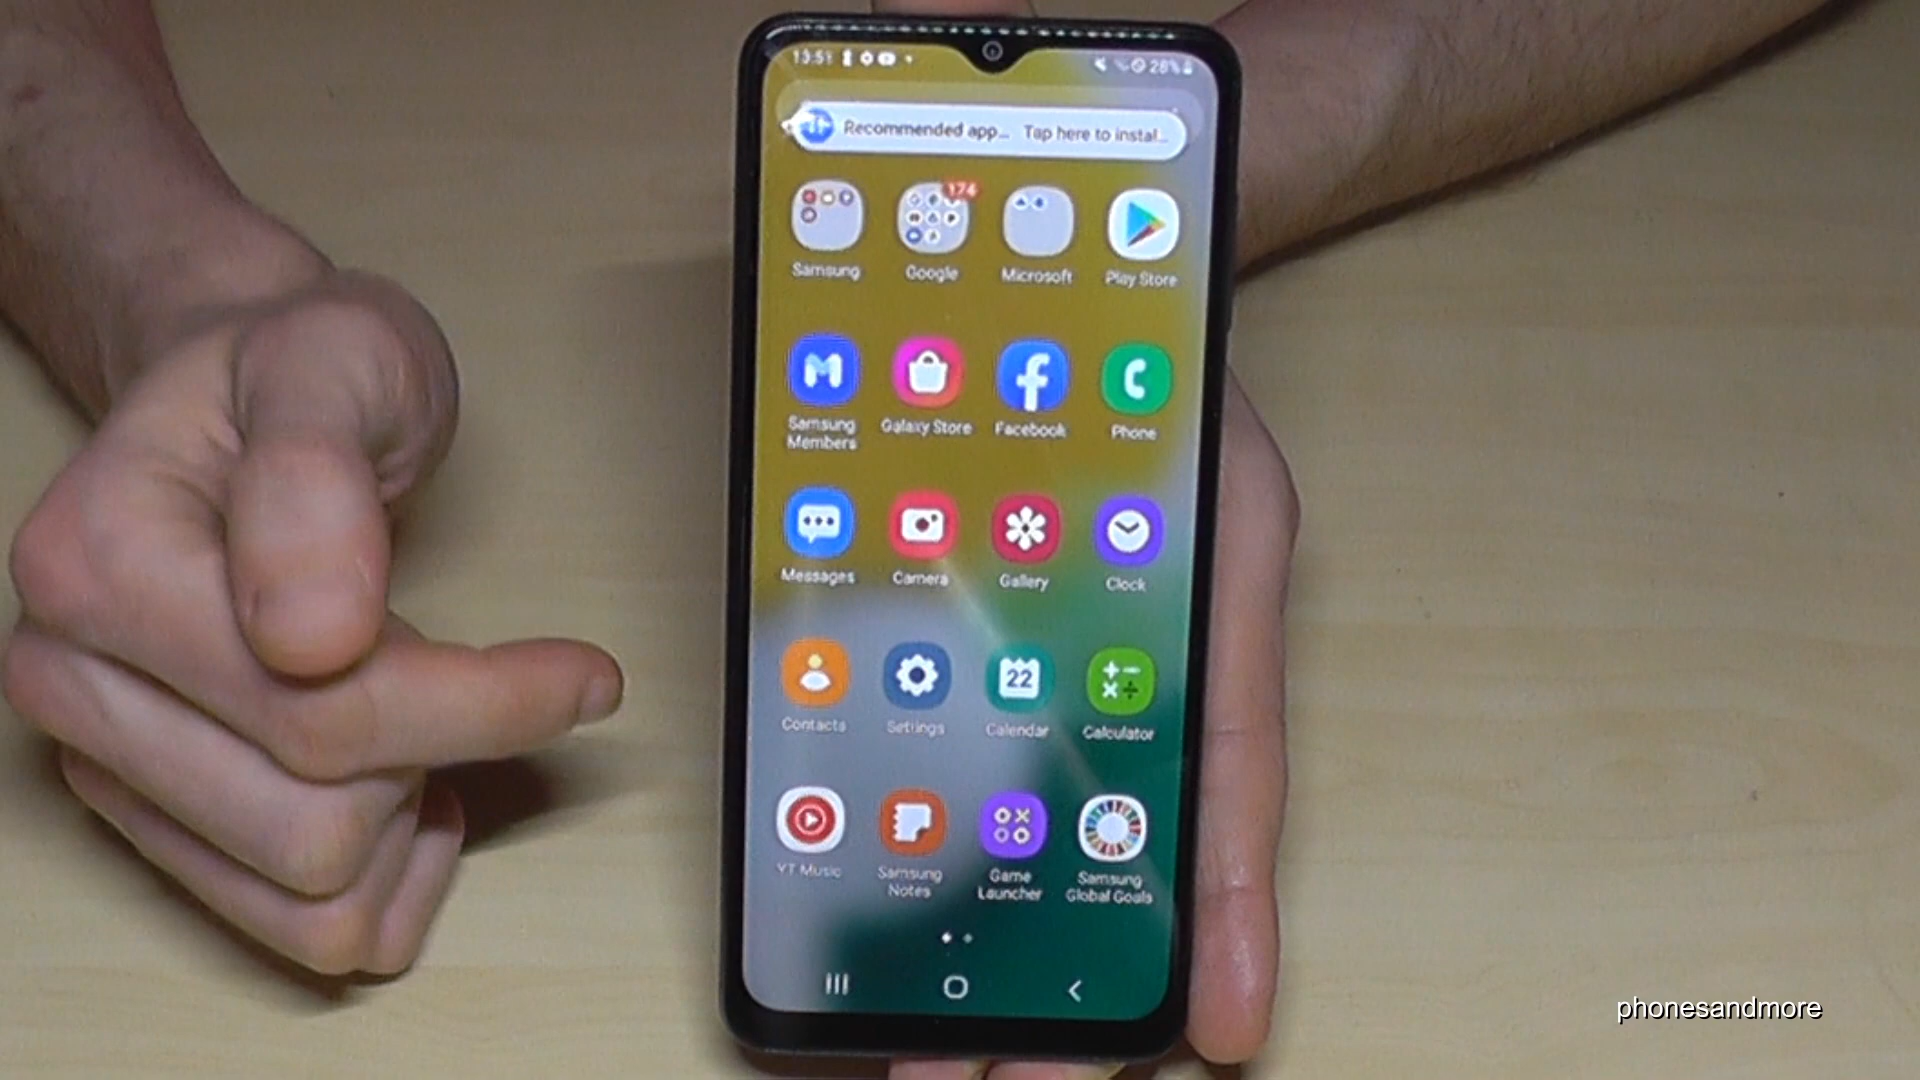 13:51 28%
Recommended app... Tap here to instal...
174
Samsung Google Microsoft Play Store
Samsung Members Galaxy Store Facebook Phone
Messages Camera Gallery Clock
22
Contacts Settings Calendar Calculator
YT Music Samsung Notes Game Launcher Samsung Global Goals
phonesandmore